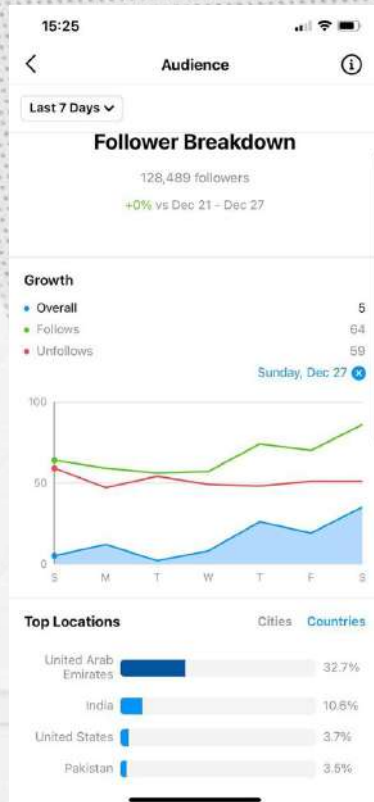 15:25
Audience
Last 7 Days
Follower Breakdown
128,489 followers
+0% vs Dec 21 - Dec 27
Growth
Overall 5
Follows 64
Unfollows 59
Sunday, Dec 27
100
50
0
S M T W T F S
Top Locations Cities Countries
United Arab
Emirates 32.7%
India 10.6%
United States 3.7%
Pakistan 3.5%